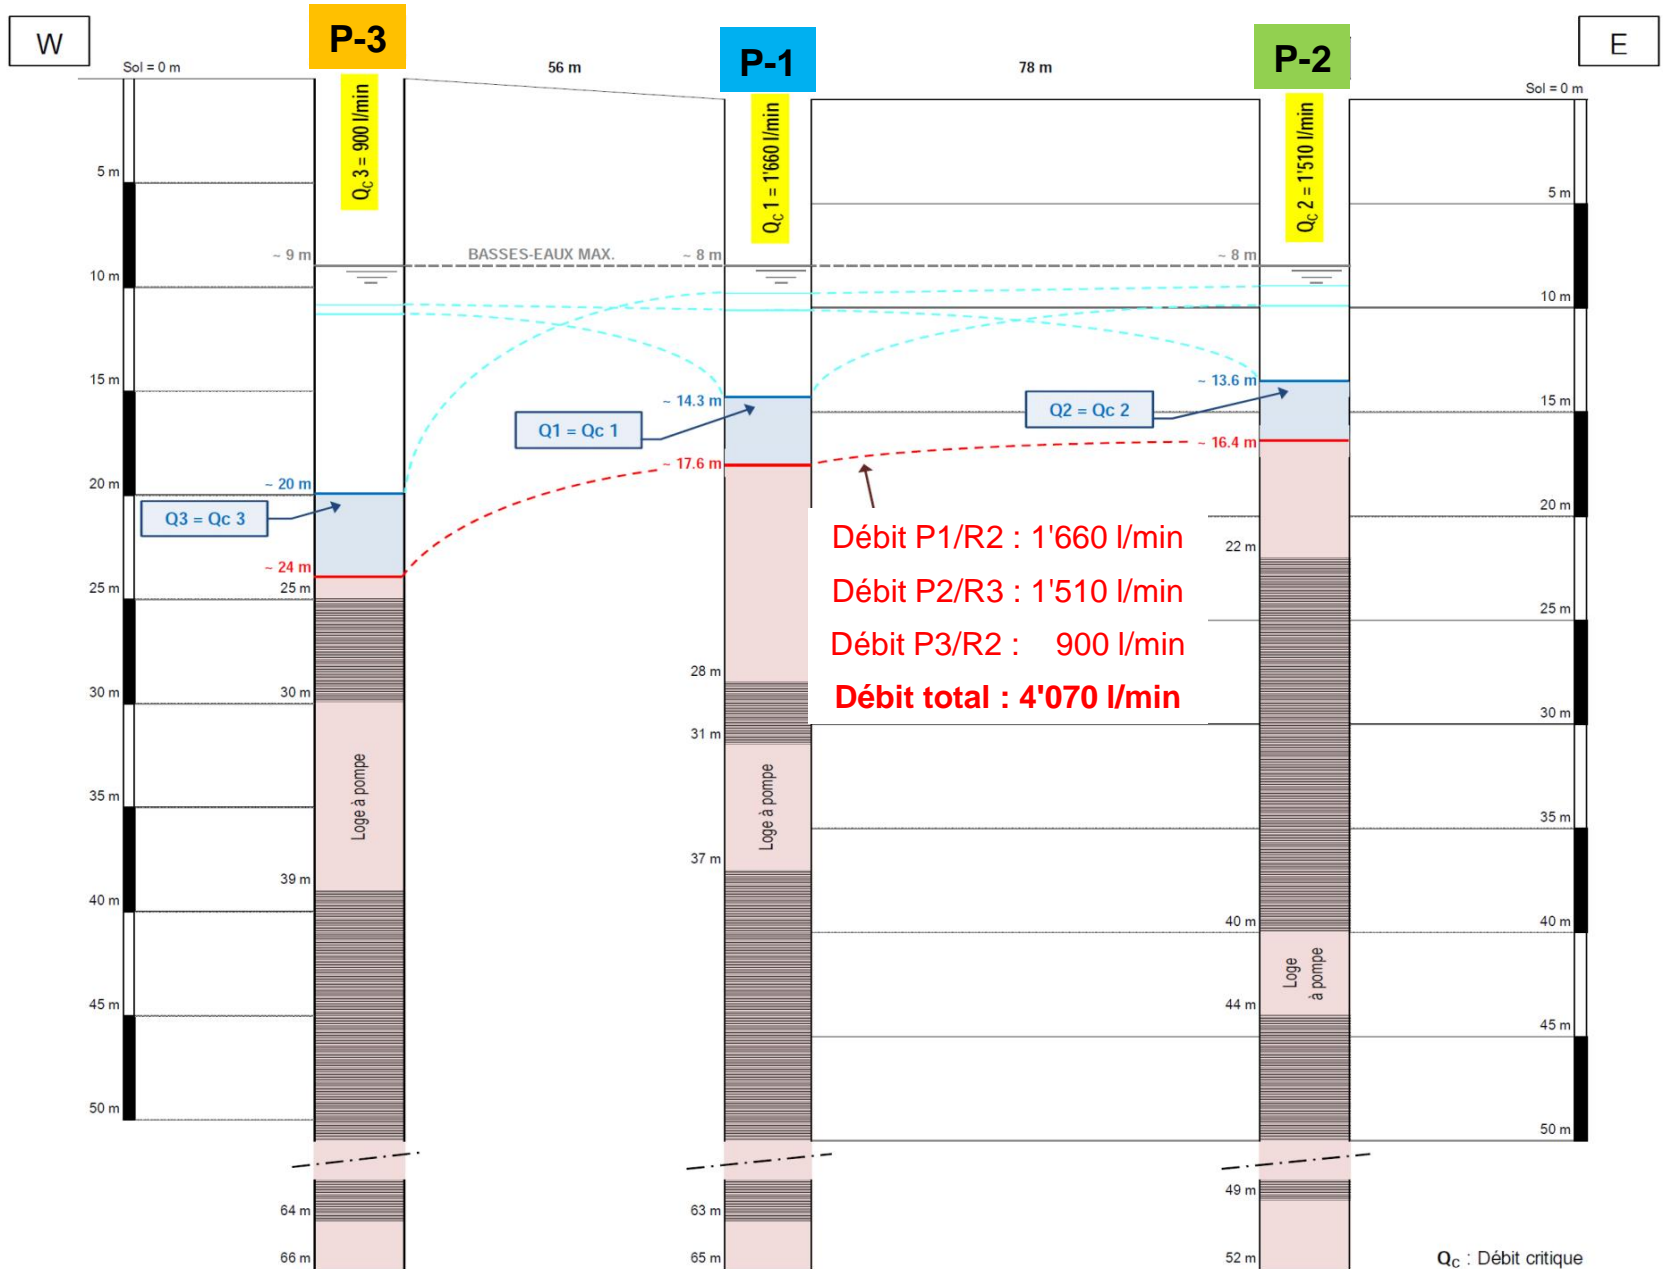 W
P-3
P-1
P-2
E
Sol = 0 m
56 m
78 m
Sol = 0 m
QC 3 = 900 l/min
QC 1 = 1'660 l/min
QC 2 = 1'510 l/min
5 m
5 m
~ 9 m
BASSES-EAUX MAX.
~ 8 m
~ 8 m
10 m
10 m
15 m
~ 14.3 m
~ 13.6 m
15 m
Q1 = Qc 1
Q2 = Qc 2
~ 17.6 m
~ 16.4 m
20 m
~ 20 m
20 m
Q3 = Qc 3
Débit P1/R2 : 1'660 l/min
Débit P2/R3 : 1'510 l/min
Débit P3/R2 : 900 l/min
Débit total : 4'070 l/min
22 m
~ 24 m
25 m
25 m
25 m
28 m
30 m
30 m
30 m
31 m
Loge à pompe
Loge à pompe
35 m
35 m
37 m
39 m
40 m
40 m
40 m
Loge
à pompe
44 m
45 m
45 m
50 m
50 m
49 m
64 m
63 m
66 m
65 m
52 m
QC : Débit critique